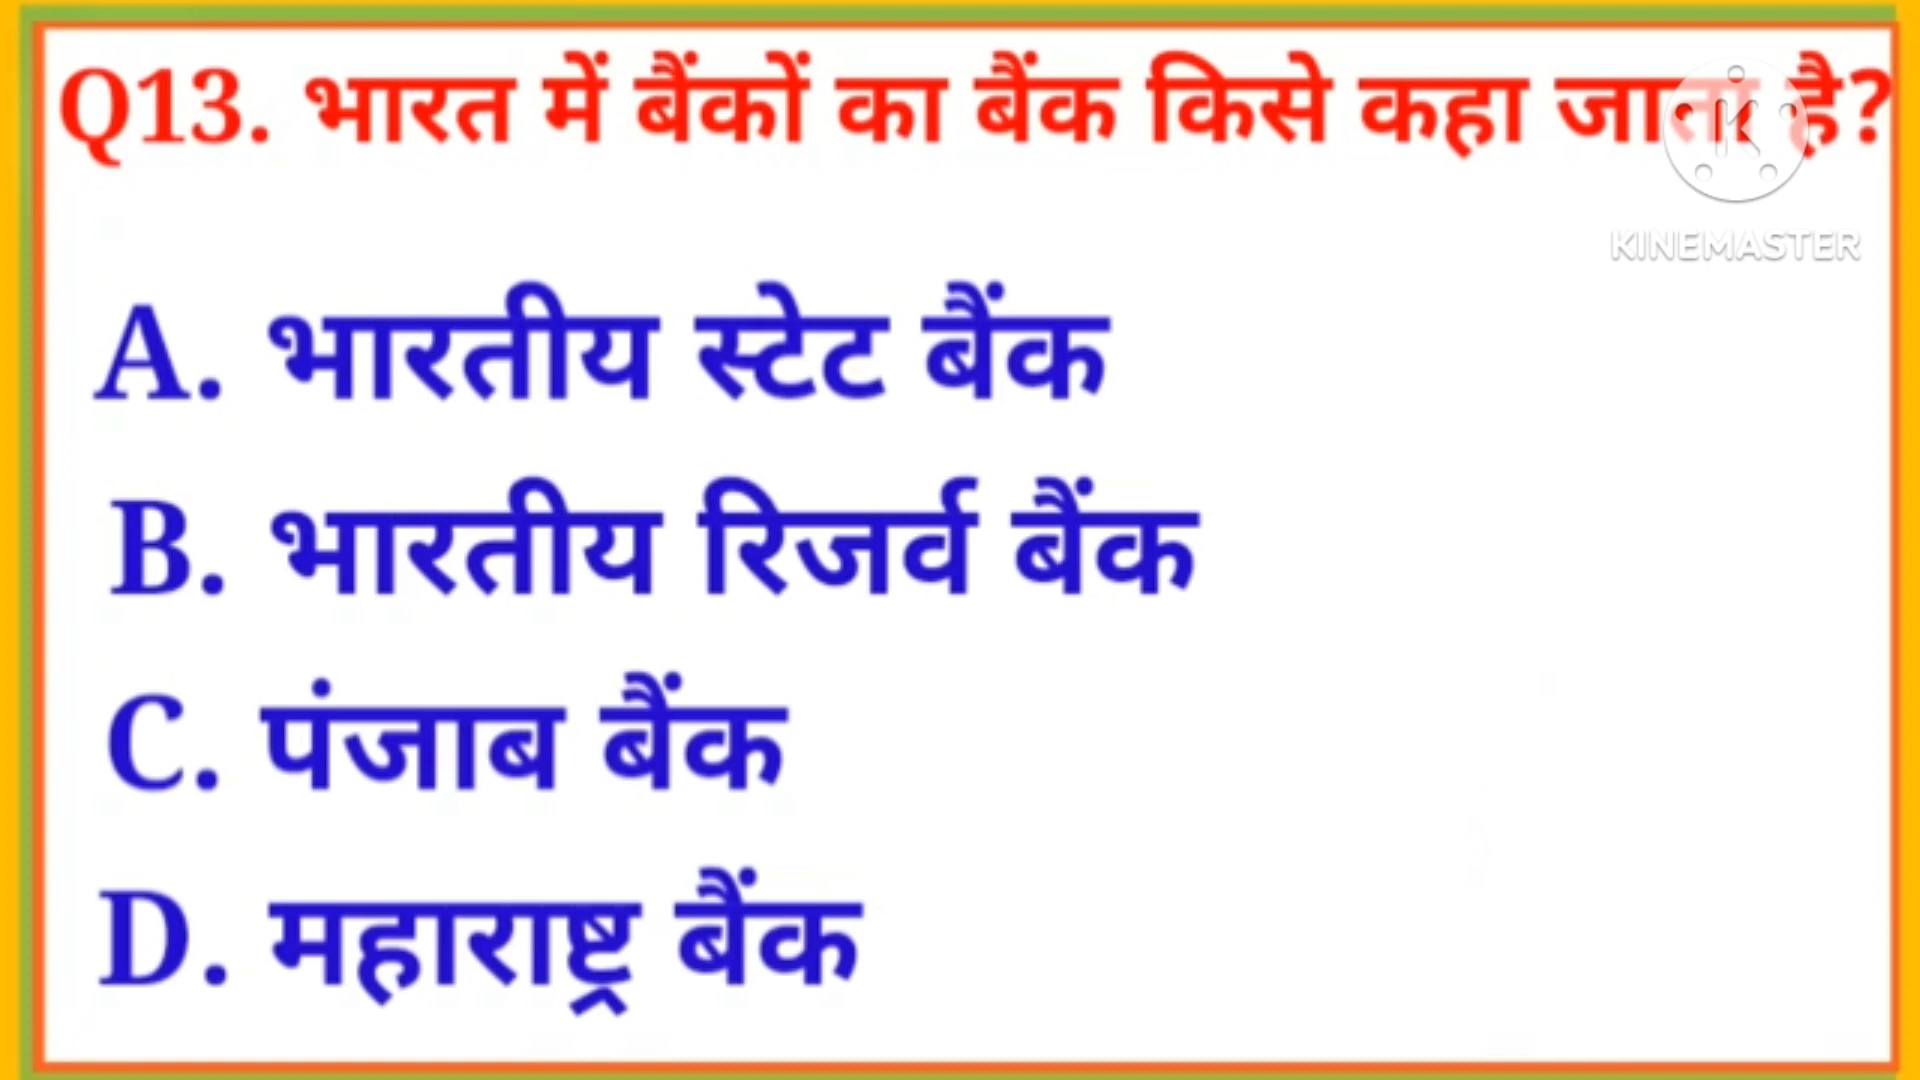 Q13. भारत में बैंकों का बैंक किसे कहा जाता है?
KINEMASTER
A. भारतीय स्टेट बैंक
B. भारतीय रिजर्व बैंक
C. पंजाब बैंक
D. महाराष्ट्र बैंक